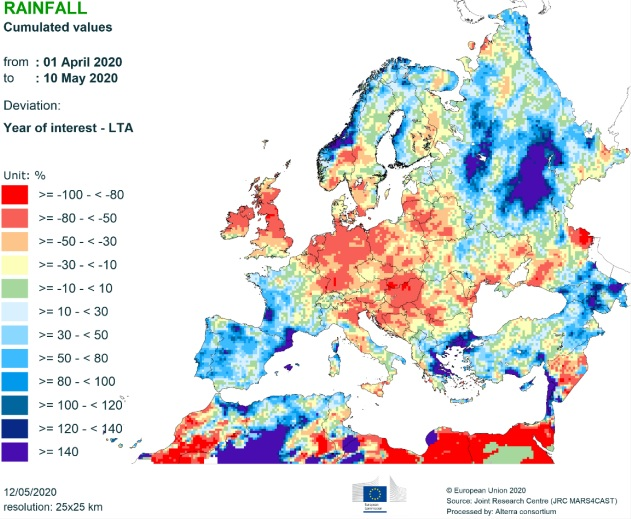 RAINFALL
Cumulated values
from : 01 April 2020
to : 10 May 2020
Deviation:
Year of interest - LTA
Unit: %
>= -100 - < -80
>= -80 - < -50
>= -50 - < -30
>= -30 - < -10
>= -10 - < 10
>= 10 - < 30
>= 30 - < 50
>= 50 - < 80
>= 80 - < 100
>= 100 - < 120
>= 120 - < 140
>= 140
12/05/2020
resolution: 25x25 km
© European Union 2020
Source: Joint Research Centre (JRC MARS4CAST)
Processed by: Alterra consortium